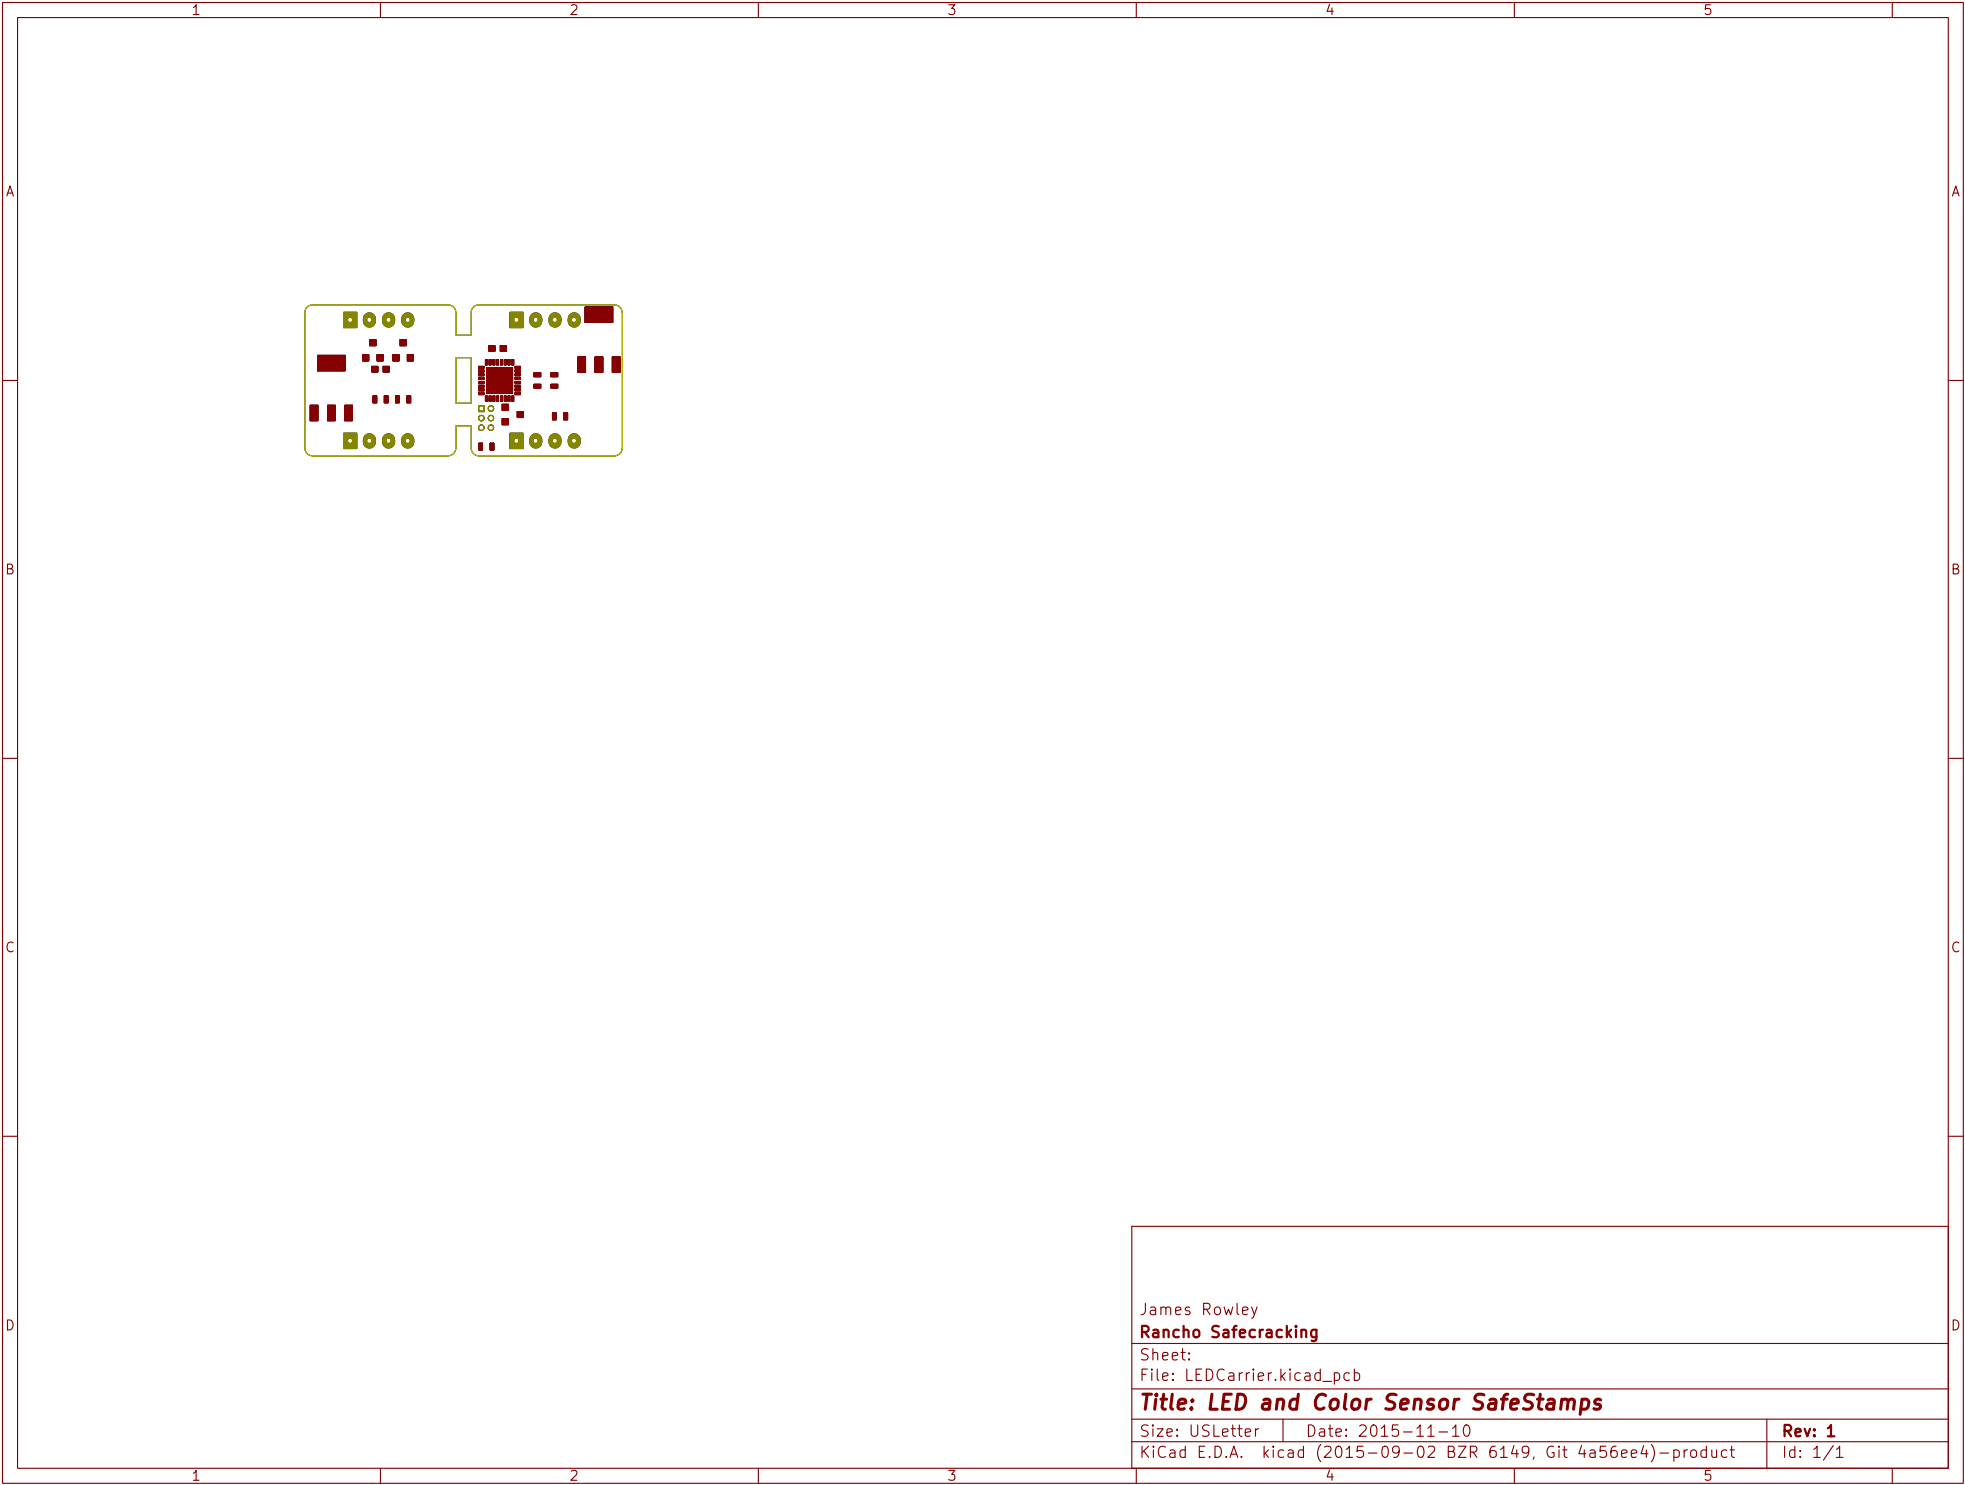 1 2 3 4 5
A A
B B
C C
James Rowley
D D
Rancho Safecracking
Sheet:
File: LEDCarrier.kicad_pcb
Title: LED and Color Sensor SafeStamps
Size: USLetter Date: 2015-11-10 Rev: 1
KiCad E.D.A. kicad (2015-09-02 BZR 6149, Git 4a56ee4)-product Id: 1/1
1 2 3 4 5